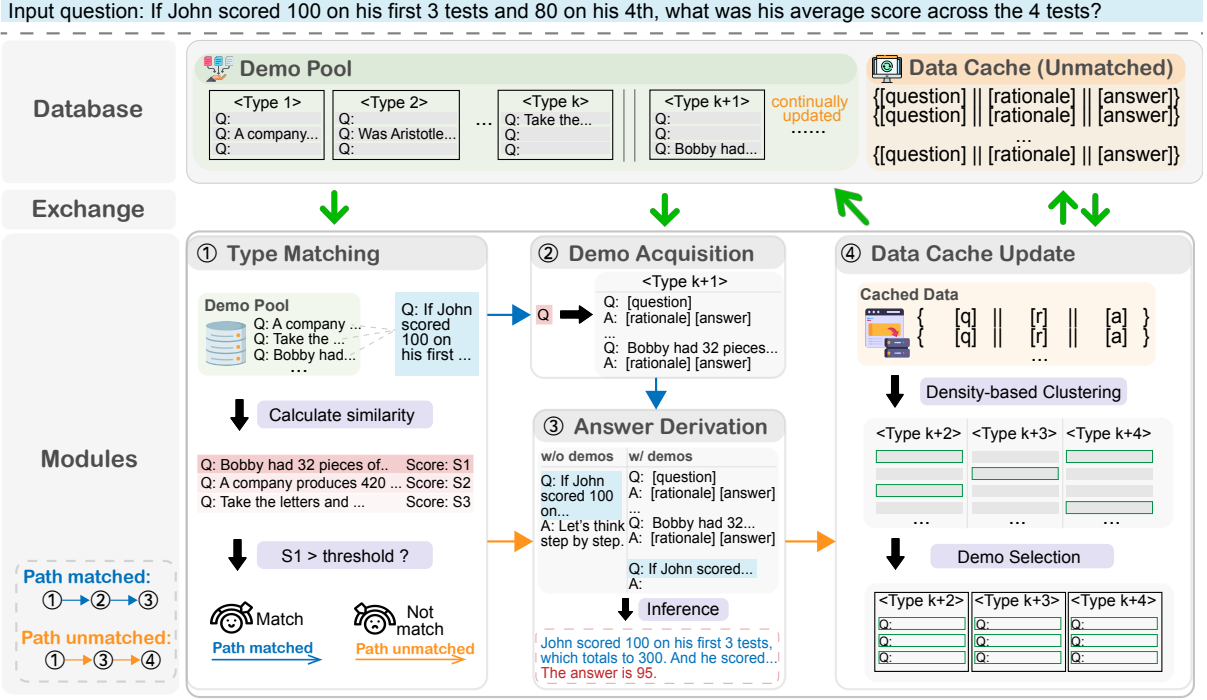 Input question: If John scored 100 on his first 3 tests and 80 on his 4th, what was his average score across the 4 tests?
Database
Demo Pool
<Type 1>
Q:
Q: A company...
Q:
<Type 2>
Q:
Q: Was Aristotle...
Q:
...
<Type k>
Q: Take the...
Q:
Q:
<Type k+1>
Q:
Q:
Q: Bobby had...
continually
updated
......
Data Cache (Unmatched)
{[question] || [rationale] || [answer]}
{[question] || [rationale] || [answer]}
...
{[question] || [rationale] || [answer]}
Exchange
Modules
Path matched:
①→②→③
Path unmatched:
①→③→④
① Type Matching
Demo Pool
Q: A company ...
Q: Take the ...
Q: Bobby had...
...
Q: If John
scored
100 on
his first ...
Calculate similarity
Q: Bobby had 32 pieces of.. Score: S1
Q: A company produces 420 ... Score: S2
Q: Take the letters and ... Score: S3
S1 > threshold ?
Match
Path matched
Not
match
Path unmatched
② Demo Acquisition
Q
<Type k+1>
Q: [question]
A: [rationale] [answer]
...
Q: Bobby had 32 pieces...
A: [rationale] [answer]
③ Answer Derivation
w/o demos
Q: If John
scored 100
on...
A: Let's think
step by step.
w/ demos
Q: [question]
A: [rationale] [answer]
...
Q: Bobby had 32...
A: [rationale] [answer]
Q: If John scored...
A:
Inference
John scored 100 on his first 3 tests,
which totals to 300. And he scored...
The answer is 95.
④ Data Cache Update
Cached Data
{ [q] || [r] || [a] }
{ [q] || [r] || [a] }
...
Density-based Clustering
<Type k+2> <Type k+3> <Type k+4>
... ... ...
Demo Selection
<Type k+2> <Type k+3> <Type k+4>
Q: Q: Q:
Q: Q: Q:
Q: Q: Q: